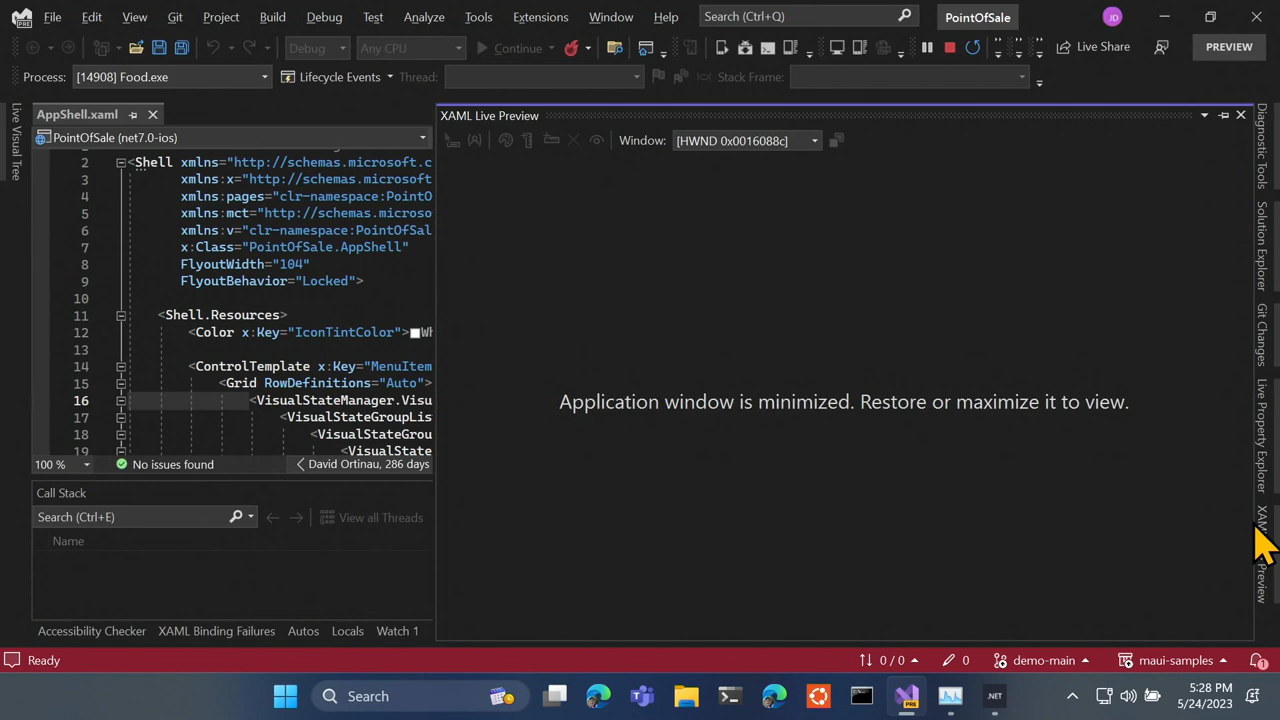 PRE
File
Edit
View
Git
Project
Build
Debug
Test
Analyze
Tools
Extensions
Window
Help
Search (Ctrl+Q)
PointOfSale
JD
Debug
Any CPU
Continue
Live Share
PREVIEW
Process:
[14908] Food.exe
Lifecycle Events
Thread:
Stack Frame:
Live Visual Tree
AppShell.xaml
PointOfSale (net7.0-ios)
2 <Shell xmlns="http://schemas.microsoft.c
3 xmlns:x="http://schemas.microsoft
4 xmlns:pages="clr-namespace:PointO
5 xmlns:mct="http://schemas.microso
6 xmlns:v="clr-namespace:PointOfSal
7 x:Class="PointOfSale.AppShell"
8 FlyoutWidth="104"
9 FlyoutBehavior="Locked">
10
11 <Shell.Resources>
12 <Color x:Key="IconTintColor">Wh
13
14 <ControlTemplate x:Key="MenuItem
15 <Grid RowDefinitions="Auto">
16 <VisualStateManager.Visu
17 <VisualStateGroupLis
18 <VisualStateGrou
19 <VisualState
100 %
No issues found
David Ortinau, 286 days
Call Stack
Search (Ctrl+E)
View all Threads
Name
Accessibility Checker
XAML Binding Failures
Autos
Locals
Watch 1
XAML Live Preview
Window:
[HWND 0x0016088c]
Application window is minimized. Restore or maximize it to view.
Diagnostic Tools
Solution Explorer
Git Changes
Live Property Explorer
Preview
Ready
0 / 0
0
demo-main
maui-samples
1
Search
PRE
.NET
5:28 PM
5/24/2023